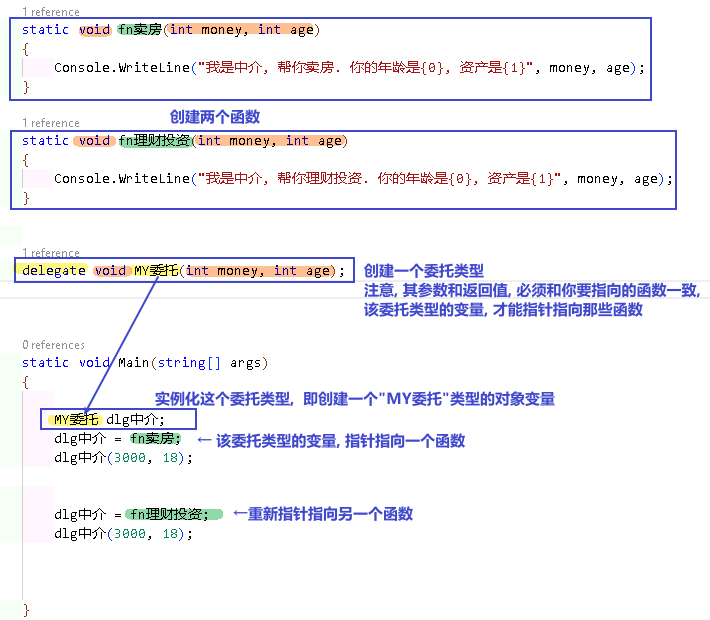 1 reference
static void fn卖房(int money, int age)
{
Console.WriteLine("我是中介, 帮你卖房. 你的年龄是{0}, 资产是{1}", money, age);
}
1 reference
创建两个函数
static void fn理财投资(int money, int age)
{
Console.WriteLine("我是中介, 帮你理财投资. 你的年龄是{0}, 资产是{1}", money, age);
}
1 reference
delegate void MY委托(int money, int age);
创建一个委托类型
注意, 其参数和返回值, 必须和你要指向的函数一致,
该委托类型的变量, 才能指针指向那些函数
0 references
static void Main(string[] args)
{
实例化这个委托类型, 即创建一个"MY委托"类型的对象变量
MY委托 dlg中介;
dlg中介 = fn卖房; ← 该委托类型的变量, 指针指向一个函数
dlg中介(3000, 18);
dlg中介 = fn理财投资; ←重新指针指向另一个函数
dlg中介(3000, 18);
}